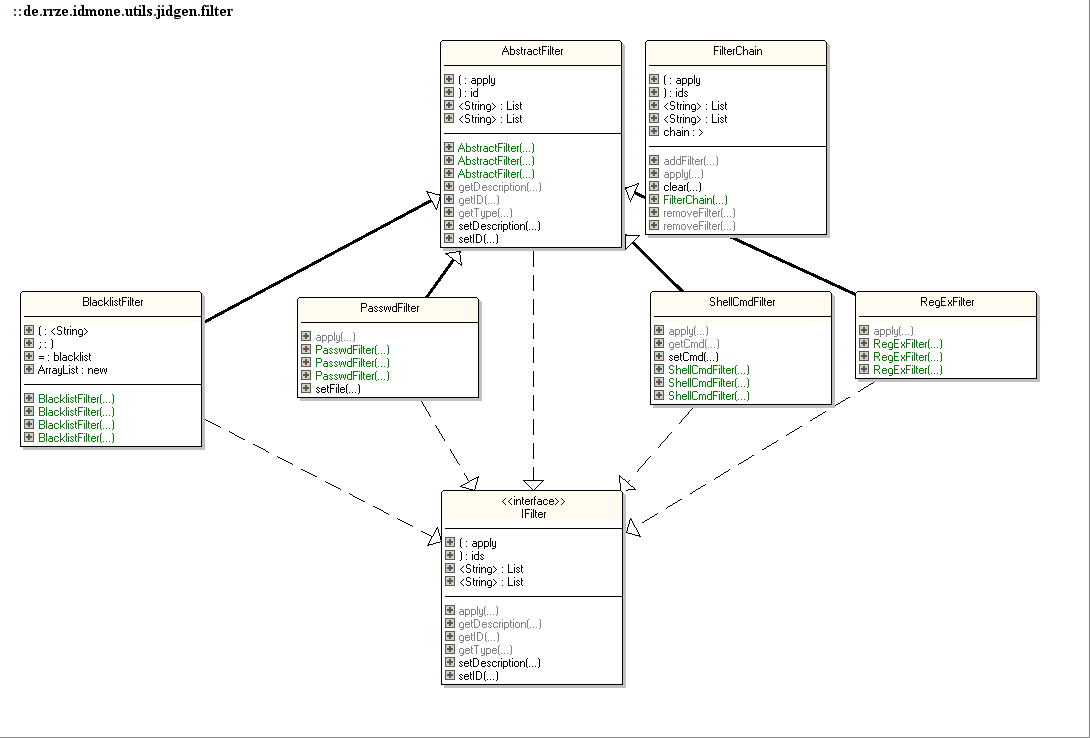 ::de.rrze.idmone.utils.jidgen.filter
AbstractFilter
( : apply
) : id
<String> : List
<String> : List
AbstractFilter(...)
AbstractFilter(...)
AbstractFilter(...)
getDescription(...)
getID(...)
getType(...)
setDescription(...)
setID(...)
FilterChain
( : apply
) : ids
<String> : List
<String> : List
chain : >
addFilter(...)
apply(...)
clear(...)
FilterChain(...)
removeFilter(...)
removeFilter(...)
BlacklistFilter
( : <String>
; : )
= : blacklist
ArrayList : new
BlacklistFilter(...)
BlacklistFilter(...)
BlacklistFilter(...)
BlacklistFilter(...)
PasswdFilter
apply(...)
PasswdFilter(...)
PasswdFilter(...)
PasswdFilter(...)
setFile(...)
ShellCmdFilter
apply(...)
getCmd(...)
setCmd(...)
ShellCmdFilter(...)
ShellCmdFilter(...)
ShellCmdFilter(...)
RegExFilter
apply(...)
RegExFilter(...)
RegExFilter(...)
RegExFilter(...)
<<interface>>
IFilter
( : apply
) : ids
<String> : List
<String> : List
apply(...)
getDescription(...)
getID(...)
getType(...)
setDescription(...)
setID(...)